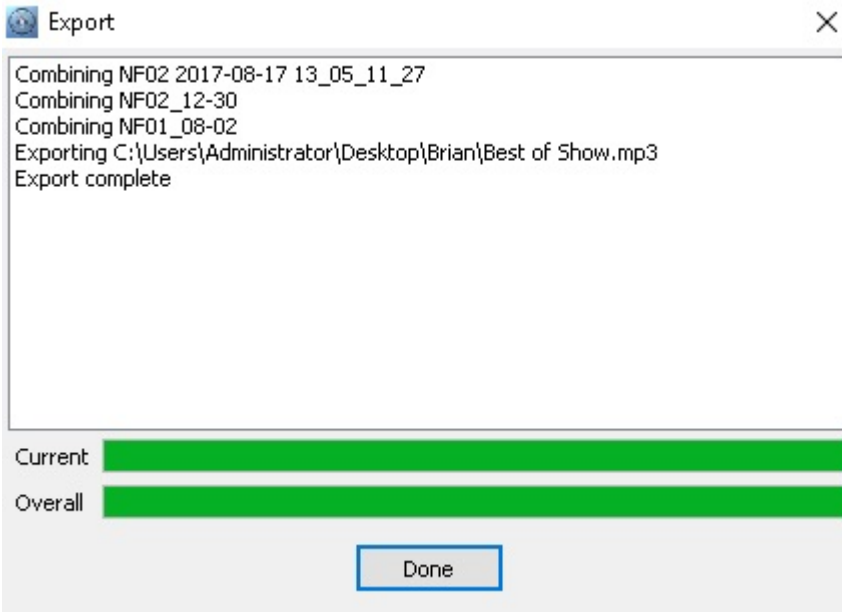 Export
Combining NF02 2017-08-17 13_05_11_27
Combining NF02_12-30
Combining NF01_08-02
Exporting C:\Users\Administrator\Desktop\Brian\Best of Show.mp3
Export complete
Current
Overall
Done